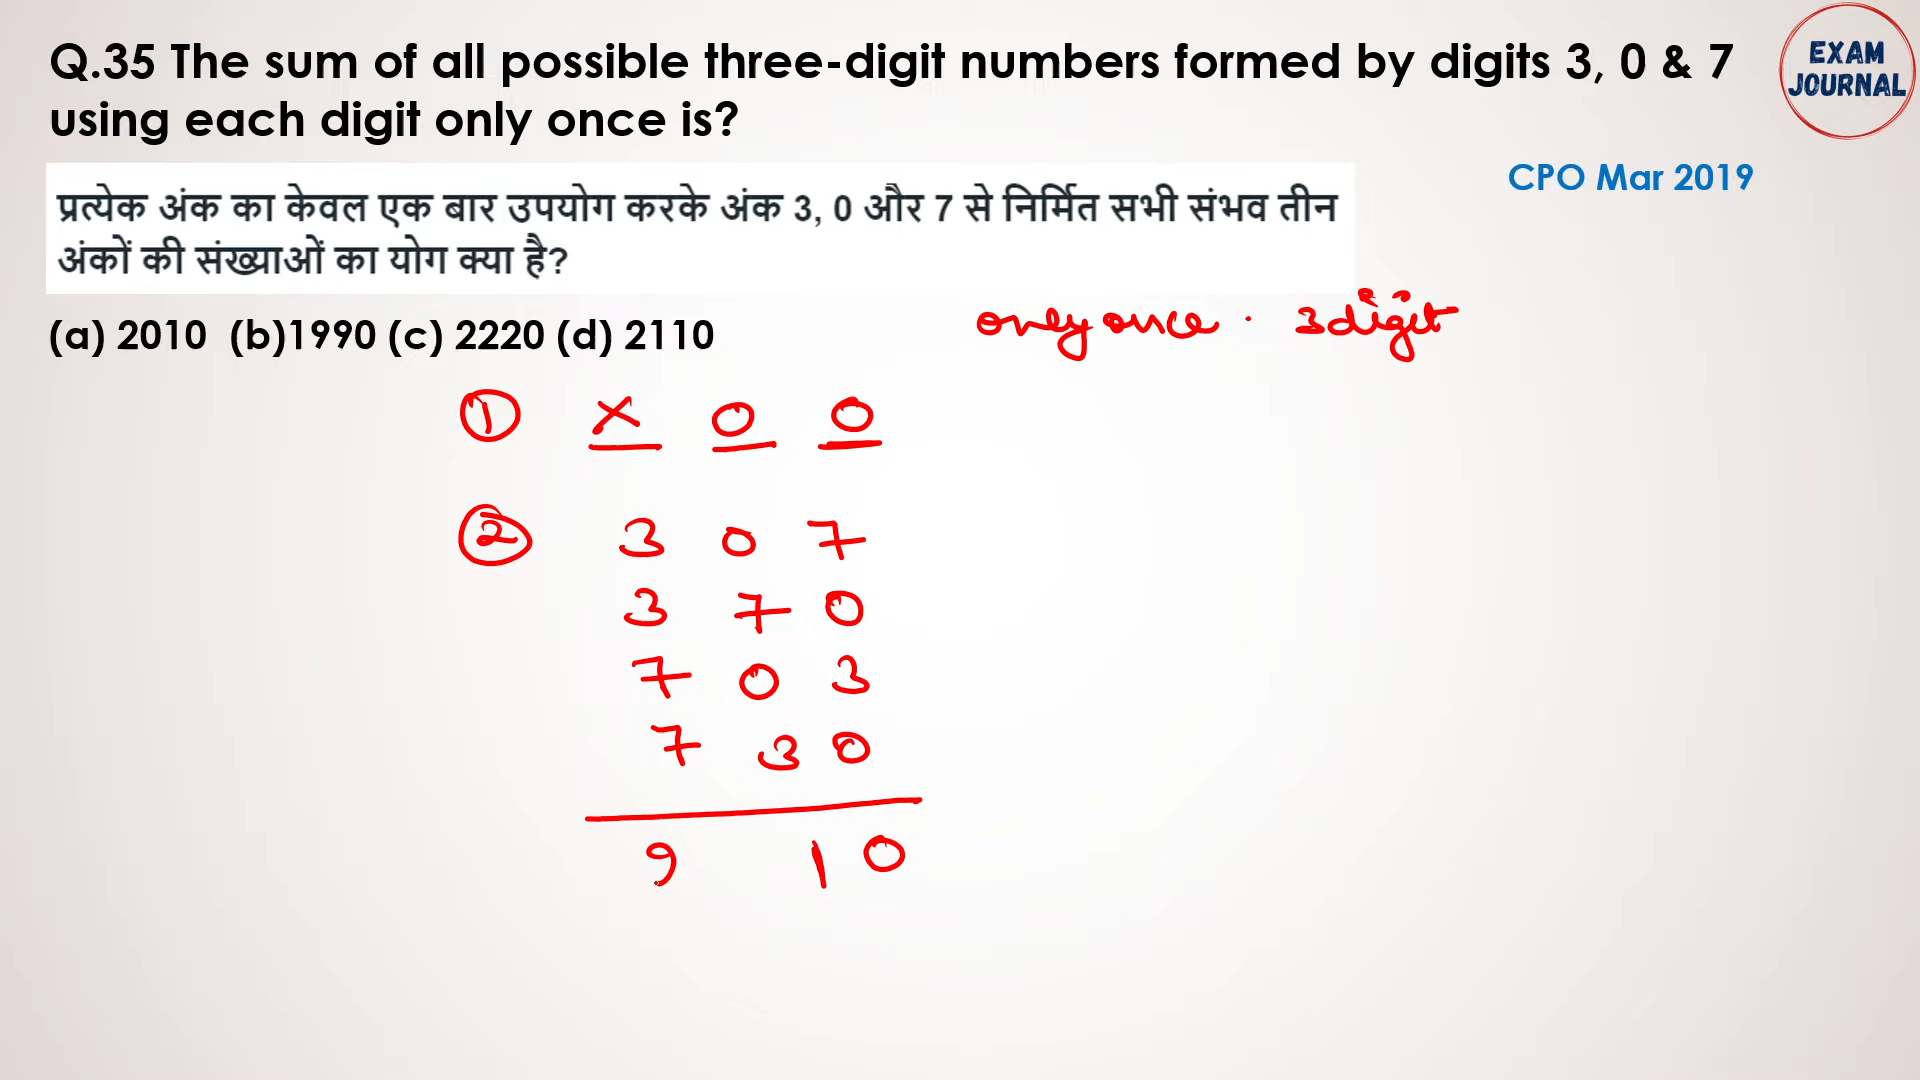 Q.35 The sum of all possible three-digit numbers formed by digits 3, 0 & 7
using each digit only once is?
EXAM
JOURNAL
CPO Mar 2019
प्रत्येक अंक का केवल एक बार उपयोग करके अंक 3, 0 और 7 से निर्मित सभी संभव तीन
अंकों की संख्याओं का योग क्या है?
(a) 2010 (b)1990 (c) 2220 (d) 2110
only once . 3 digit
1 × 0 0
2 3 0 7
3 7 0
7 0 3
7 3 0
9 1 0